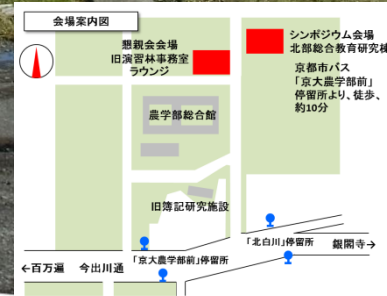 会場案内図
懇親会会場
旧演習林事務室
ラウンジ
シンポジウム会場
北部総合教育研究棟
京都市バス
「京大農学部前」
停留所より、徒歩、
約10分
農学部総合館
旧簿記研究施設
「北白川」停留所
銀閣寺→
←百万遍 今出川通
「京大農学部前」停留所